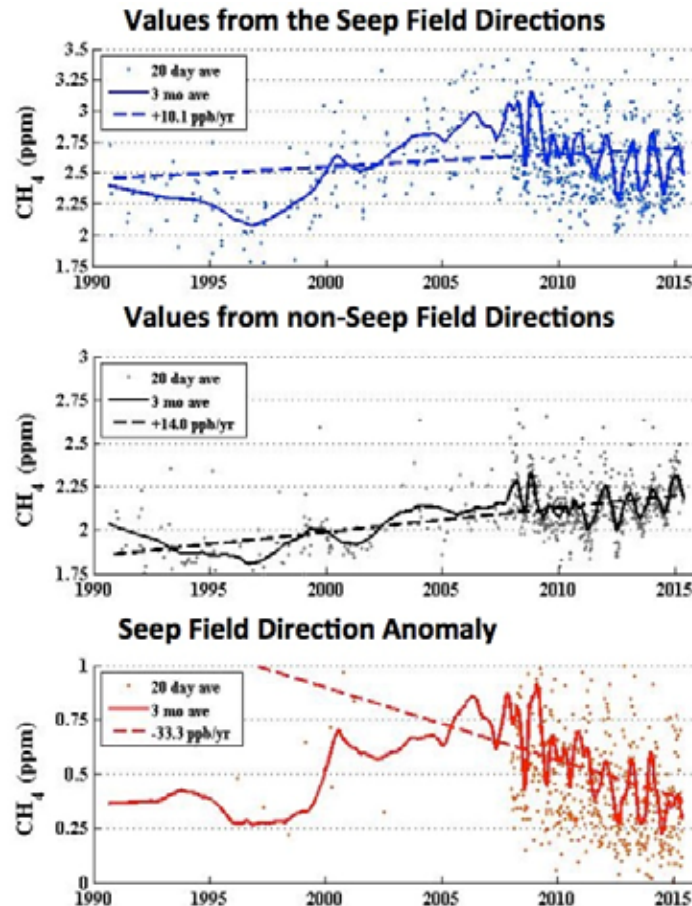 Values from the Seep Field Directions
3.5
3.25
3
2.75
2.5
2.25
2
1.75
CH4 (ppm)
20 day ave
3 mo ave
+10.1 ppb/yr
1990 1995 2000 2005 2010 2015
Values from non-Seep Field Directions
3
2.75
2.5
2.25
2
1.75
CH4 (ppm)
20 day ave
3 mo ave
+14.0 ppb/yr
1990 1995 2000 2005 2010 2015
Seep Field Direction Anomaly
1
0.75
0.5
0.25
0
CH4 (ppm)
20 day ave
3 mo ave
-33.3 ppb/yr
1990 1995 2000 2005 2010 2015